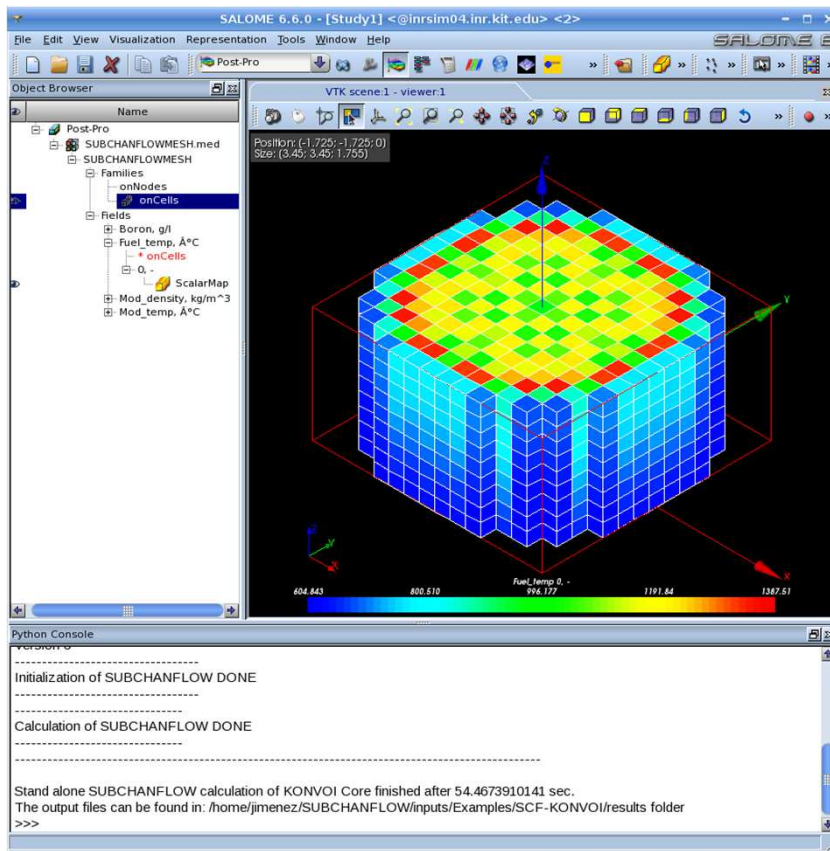 SALOME 6.6.0 - [Study1] <@inrsim04.inr.kit.edu> <2>
File Edit View Visualization Representation Tools Window Help
SALOME 6
Post-Pro
Object Browser
Name
Post-Pro
SUBCHANFLOWMESH.med
SUBCHANFLOWMESH
Families
onNodes
onCells
Fields
Boron, g/l
Fuel_temp, Â°C
* onCells
0, -
ScalarMap
Mod_density, kg/m^3
Mod_temp, Â°C
VTK scene:1 - viewer:1
Position: (-1.725; -1.725; 0)
Size: (3.45; 3.45; 1.755)
Z
Y
X
Z
Y
X
Fuel_temp 0, -
604.843 800.510 996.177 1191.84 1387.51
Python Console
---------------------------------
Initialization of SUBCHANFLOW DONE
---------------------------------
------------------------------
Calculation of SUBCHANFLOW DONE
------------------------------
------------------------------------------------------------------------------------------------
Stand alone SUBCHANFLOW calculation of KONVOI Core finished after 54.4673910141 sec.
The output files can be found in: /home/jimenez/SUBCHANFLOW/inputs/Examples/SCF-KONVOI/results folder
>>>